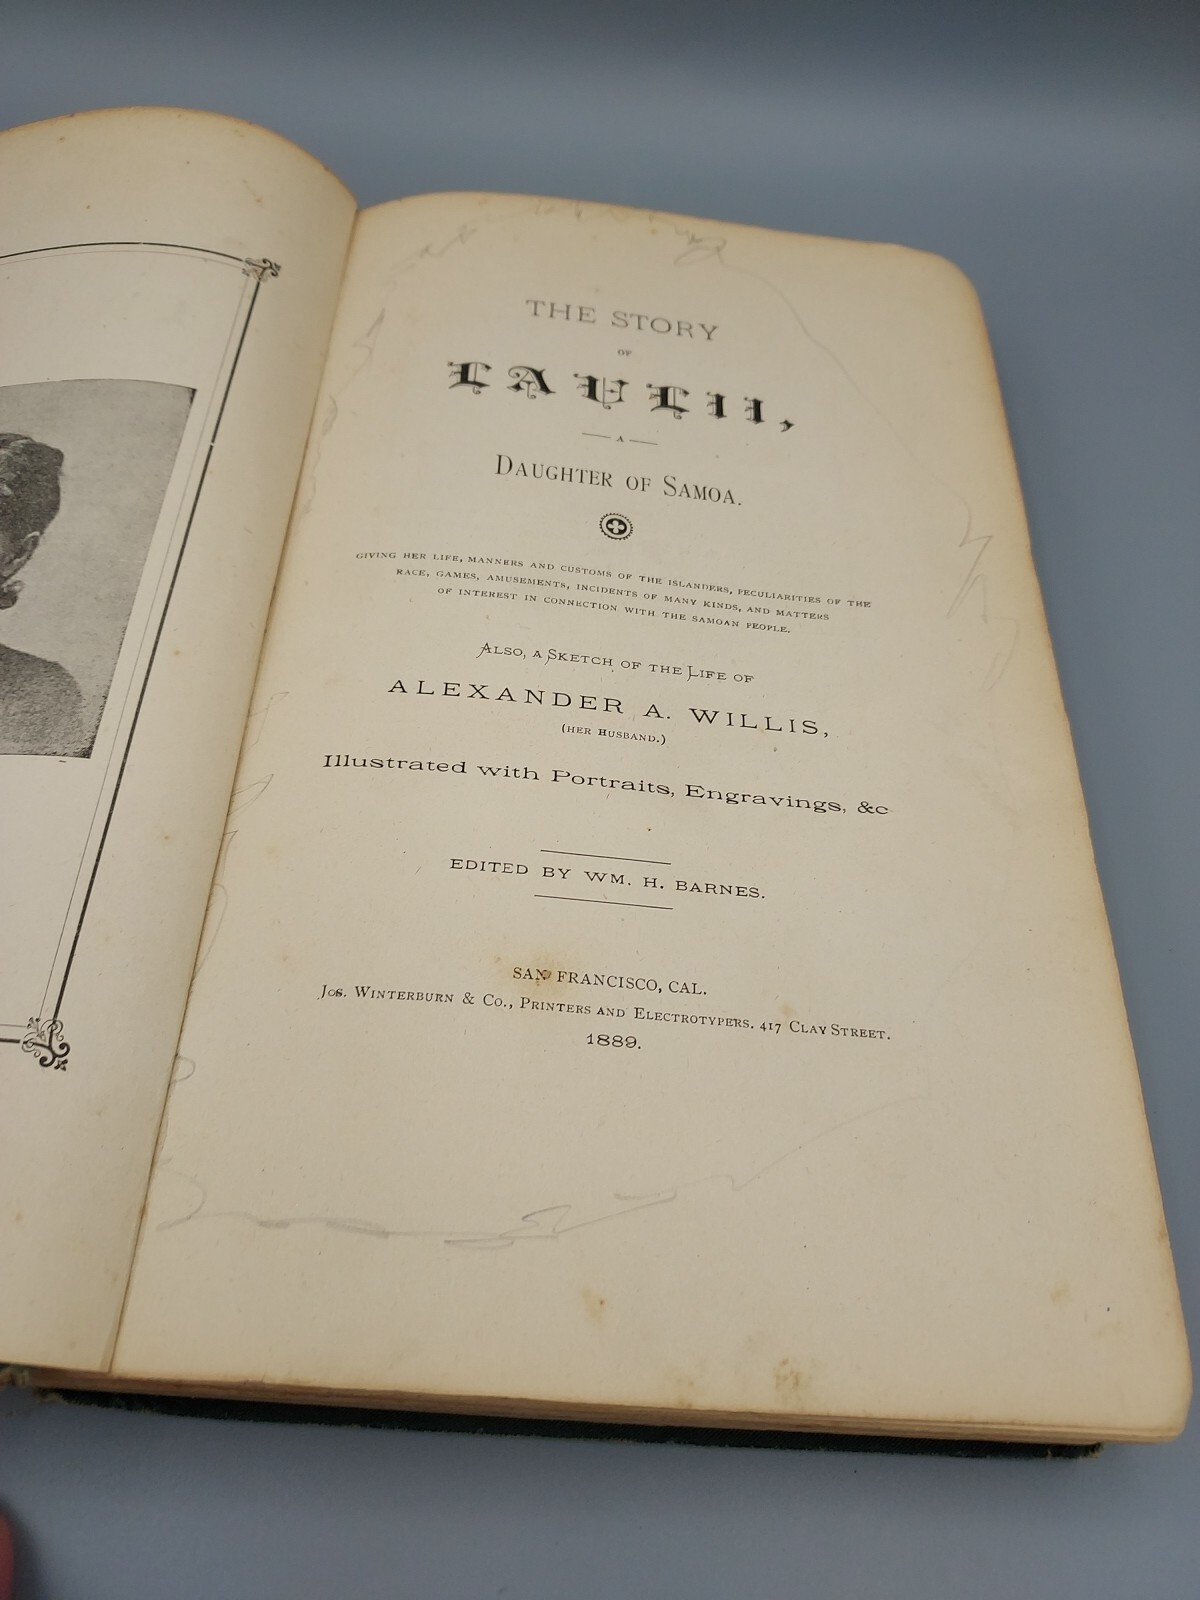 THE STORY
OF
LAULII,
A
DAUGHTER OF SAMOA.
GIVING HER LIFE, MANNERS AND CUSTOMS OF THE ISLANDERS, PECULIARITIES OF THE
RACE, GAMES, AMUSEMENTS, INCIDENTS OF MANY KINDS, AND MATTERS
OF INTEREST IN CONNECTION WITH THE SAMOAN PEOPLE.
ALSO, A SKETCH OF THE LIFE OF
ALEXANDER A. WILLIS,
(HER HUSBAND.)
Illustrated with Portraits, Engravings, &c
EDITED BY WM. H. BARNES.
SAN FRANCISCO, CAL.
JOS. WINTERBURN & CO., PRINTERS AND ELECTROTYPERS. 417 CLAY STREET.
1889.